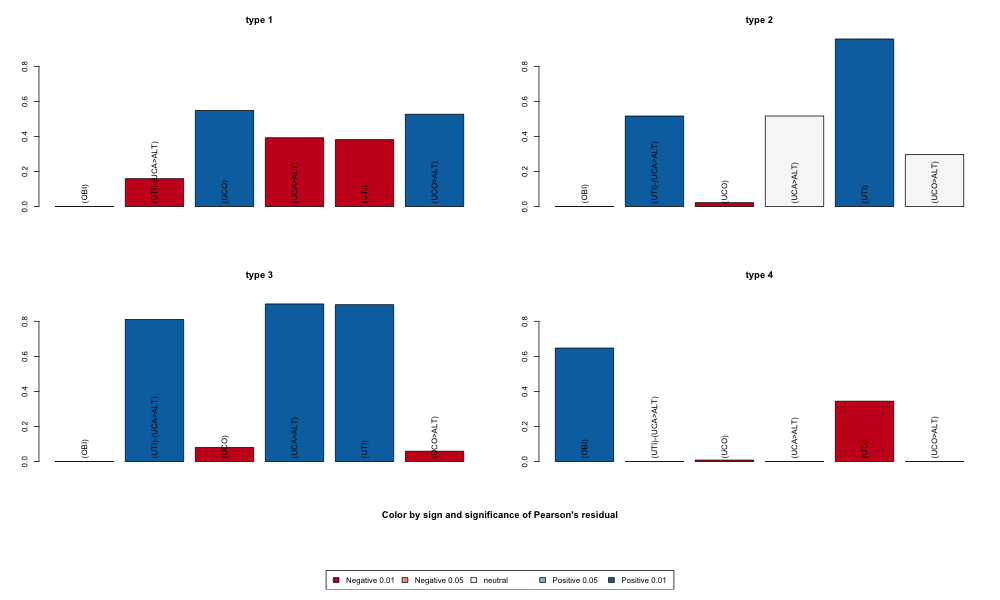 type 1
0.0 0.2 0.4 0.6 0.8
(OBI) (UTI)-(UCA>ALT) (UCO) (UCA>ALT) (UTI) (UCO>ALT)
type 2
0.0 0.2 0.4 0.6 0.8
(OBI) (UTI)-(UCA>ALT) (UCO) (UCA>ALT) (UTI) (UCO>ALT)
type 3
0.0 0.2 0.4 0.6 0.8
(OBI) (UTI)-(UCA>ALT) (UCO) (UCA>ALT) (UTI) (UCO>ALT)
type 4
0.0 0.2 0.4 0.6 0.8
(OBI) (UTI)-(UCA>ALT) (UCO) (UCA>ALT) (UTI) (UCO>ALT)
Color by sign and significance of Pearson's residual
Negative 0.01 Negative 0.05 neutral Positive 0.05 Positive 0.01